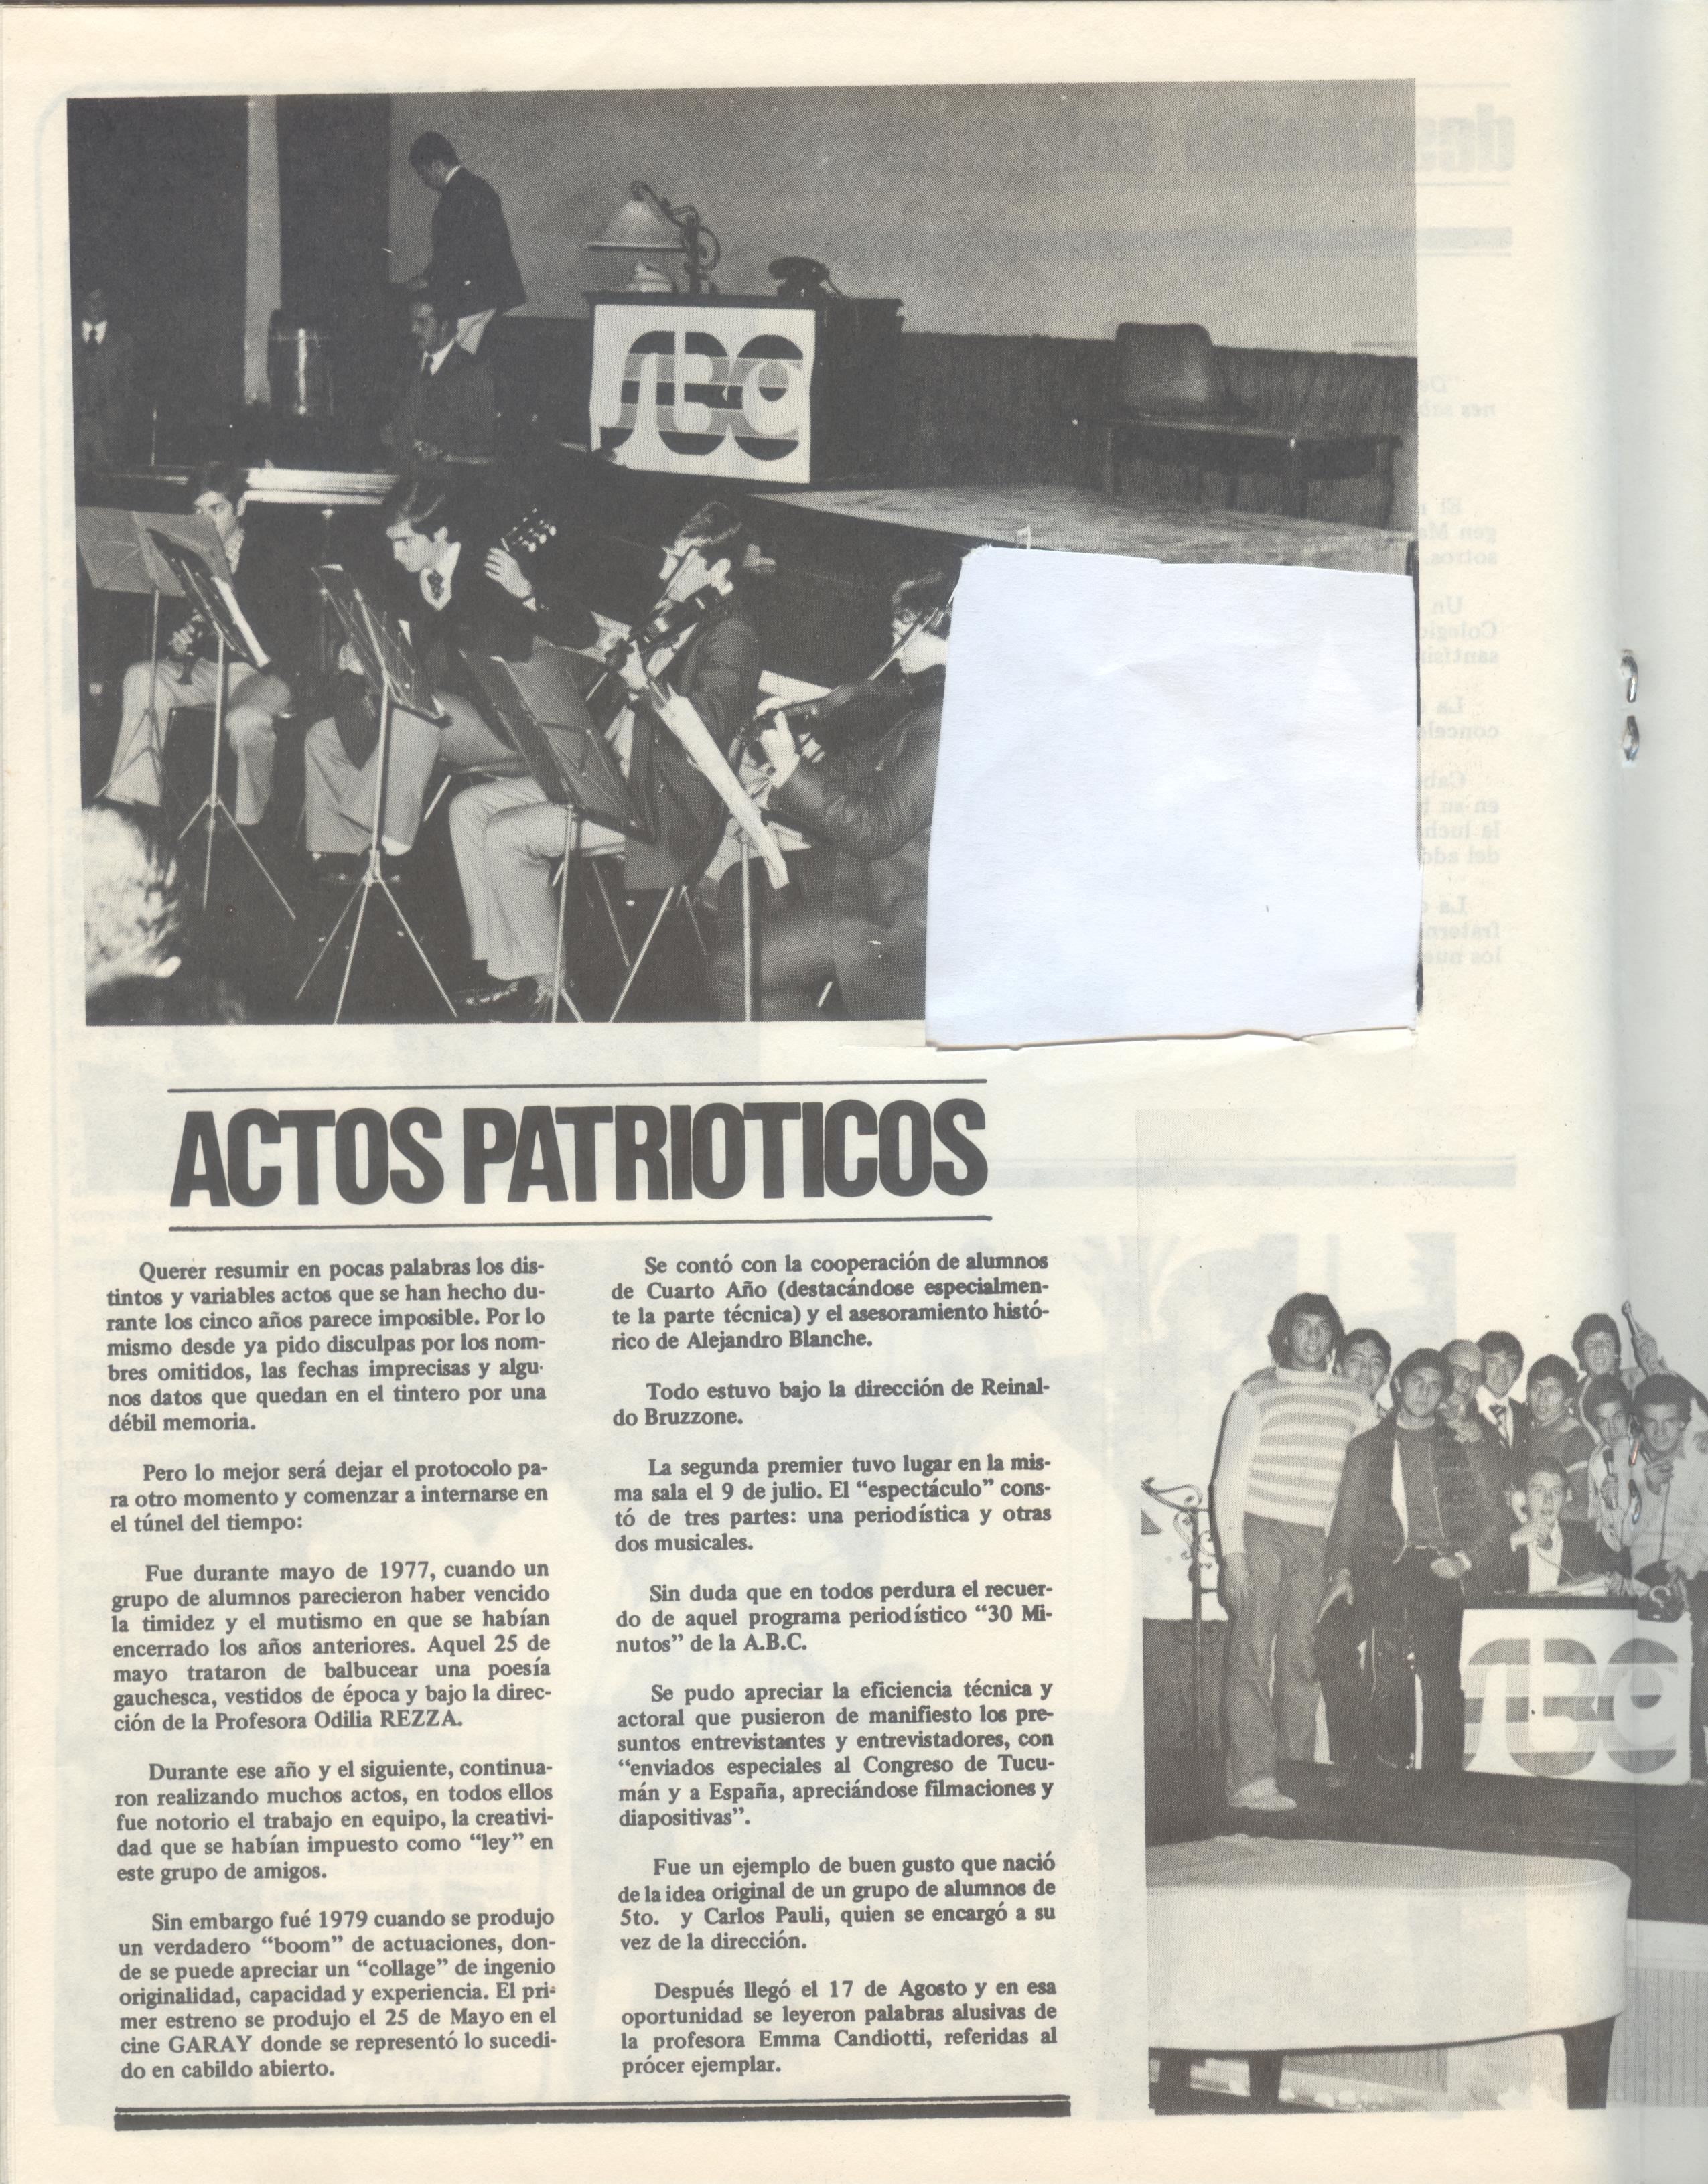 ABC
ACTOS PATRIOTICOS
Querer resumir en pocas palabras los dis-
tintos y variables actos que se han hecho du-
rante los cinco años parece imposible. Por lo
mismo desde ya pido disculpas por los nom-
bres omitidos, las fechas imprecisas y algu-
nos datos que quedan en el tintero por una
débil memoria.
Pero lo mejor será dejar el protocolo pa-
ra otro momento y comenzar a internarse en
el túnel del tiempo:
Fue durante mayo de 1977, cuando un
grupo de alumnos parecieron haber vencido
la timidez y el mutismo en que se habían
encerrado los años anteriores. Aquel 25 de
mayo trataron de balbucear una poesía
gauchesca, vestidos de época y bajo la direc-
ción de la Profesora Odilia REZZA.
Durante ese año y el siguiente, continua-
ron realizando muchos actos, en todos ellos
fue notorio el trabajo en equipo, la creativi-
dad que se habían impuesto como “ley” en
este grupo de amigos.
Sin embargo fué 1979 cuando se produjo
un verdadero “boom” de actuaciones, don-
de se puede apreciar un “collage” de ingenio
originalidad, capacidad y experiencia. El pri-
mer estreno se produjo el 25 de Mayo en el
cine GARAY donde se representó lo sucedi-
do en cabildo abierto.
Se contó con la cooperación de alumnos
de Cuarto Año (destacándose especialmen-
te la parte técnica) y el asesoramiento histó-
rico de Alejandro Blanche.
Todo estuvo bajo la dirección de Reinal-
do Bruzzone.
La segunda premier tuvo lugar en la mis-
ma sala el 9 de julio. El “espectáculo” cons-
tó de tres partes: una periodística y otras
dos musicales.
Sin duda que en todos perdura el recuer-
do de aquel programa periodístico “30 Mi-
nutos” de la A.B.C.
Se pudo apreciar la eficiencia técnica y
actoral que pusieron de manifiesto los pre-
suntos entrevistantes y entrevistadores, con
“enviados especiales al Congreso de Tucu-
mán y a España, apreciándose filmaciones y
diapositivas”.
Fue un ejemplo de buen gusto que nació
de la idea original de un grupo de alumnos de
5to. y Carlos Pauli, quien se encargó a su
vez de la dirección.
Después llegó el 17 de Agosto y en esa
oportunidad se leyeron palabras alusivas de
la profesora Emma Candiotti, referidas al
prócer ejemplar.
ABC